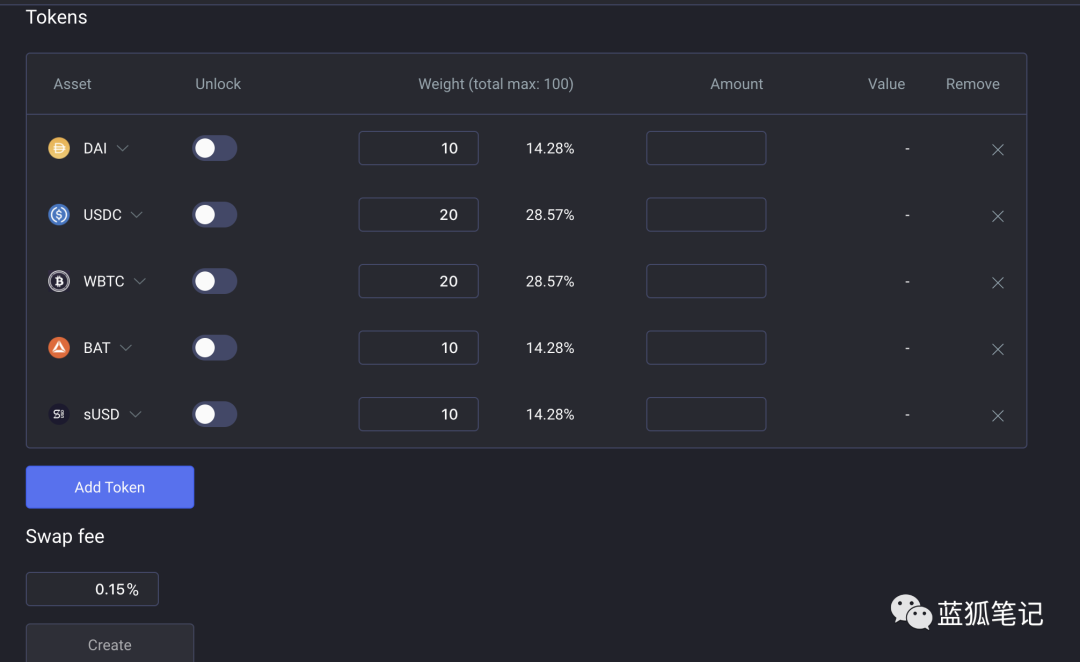 Tokens
Asset Unlock Weight (total max: 100) Amount Value Remove
DAI 10 14.28% -
USDC 20 28.57% -
WBTC 20 28.57% -
BAT 10 14.28% -
sUSD 10 14.28% -
Add Token
Swap fee
0.15%
蓝狐笔记
Create